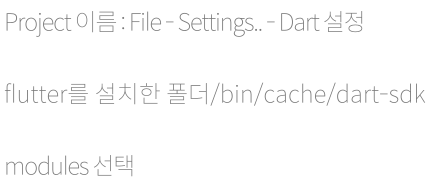 Project 이름 : File - Settings.. - Dart 설정
flutter를 설치한 폴더/bin/cache/dart-sdk
modules 선택